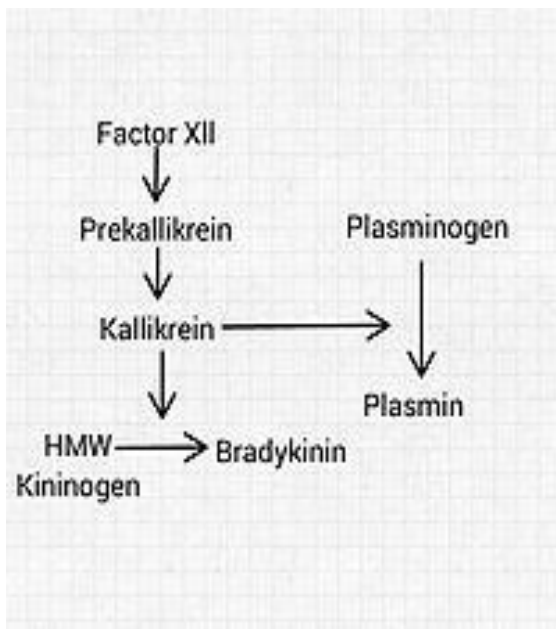 Factor XII
Prekallikrein
Plasminogen
Kallikrein
Plasmin
HMW
Kininogen
Bradykinin